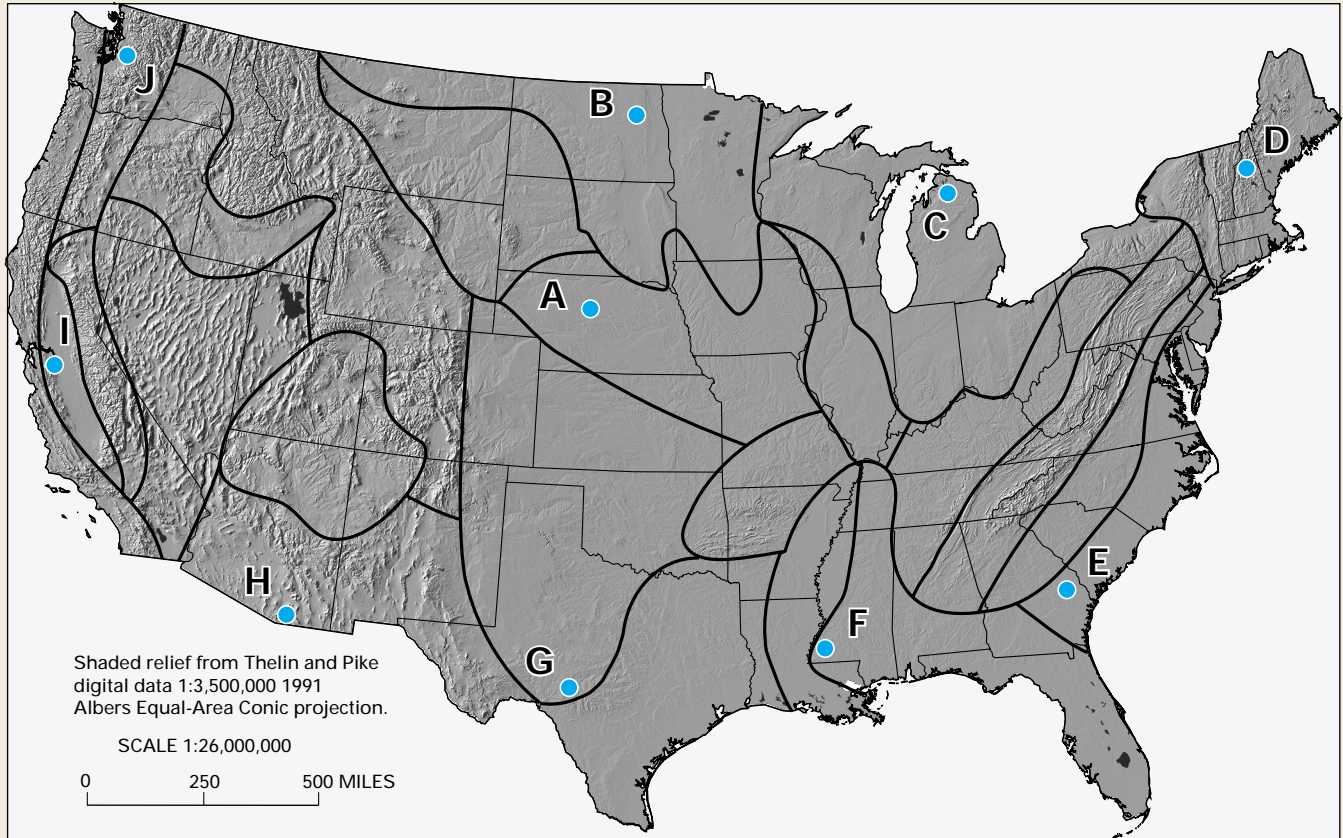 J
B
D
C
A
I
E
H
F
G
Shaded relief from Thelin and Pike
digital data 1:3,500,000 1991
Albers Equal-Area Conic projection.
SCALE 1:26,000,000
0 250 500 MILES